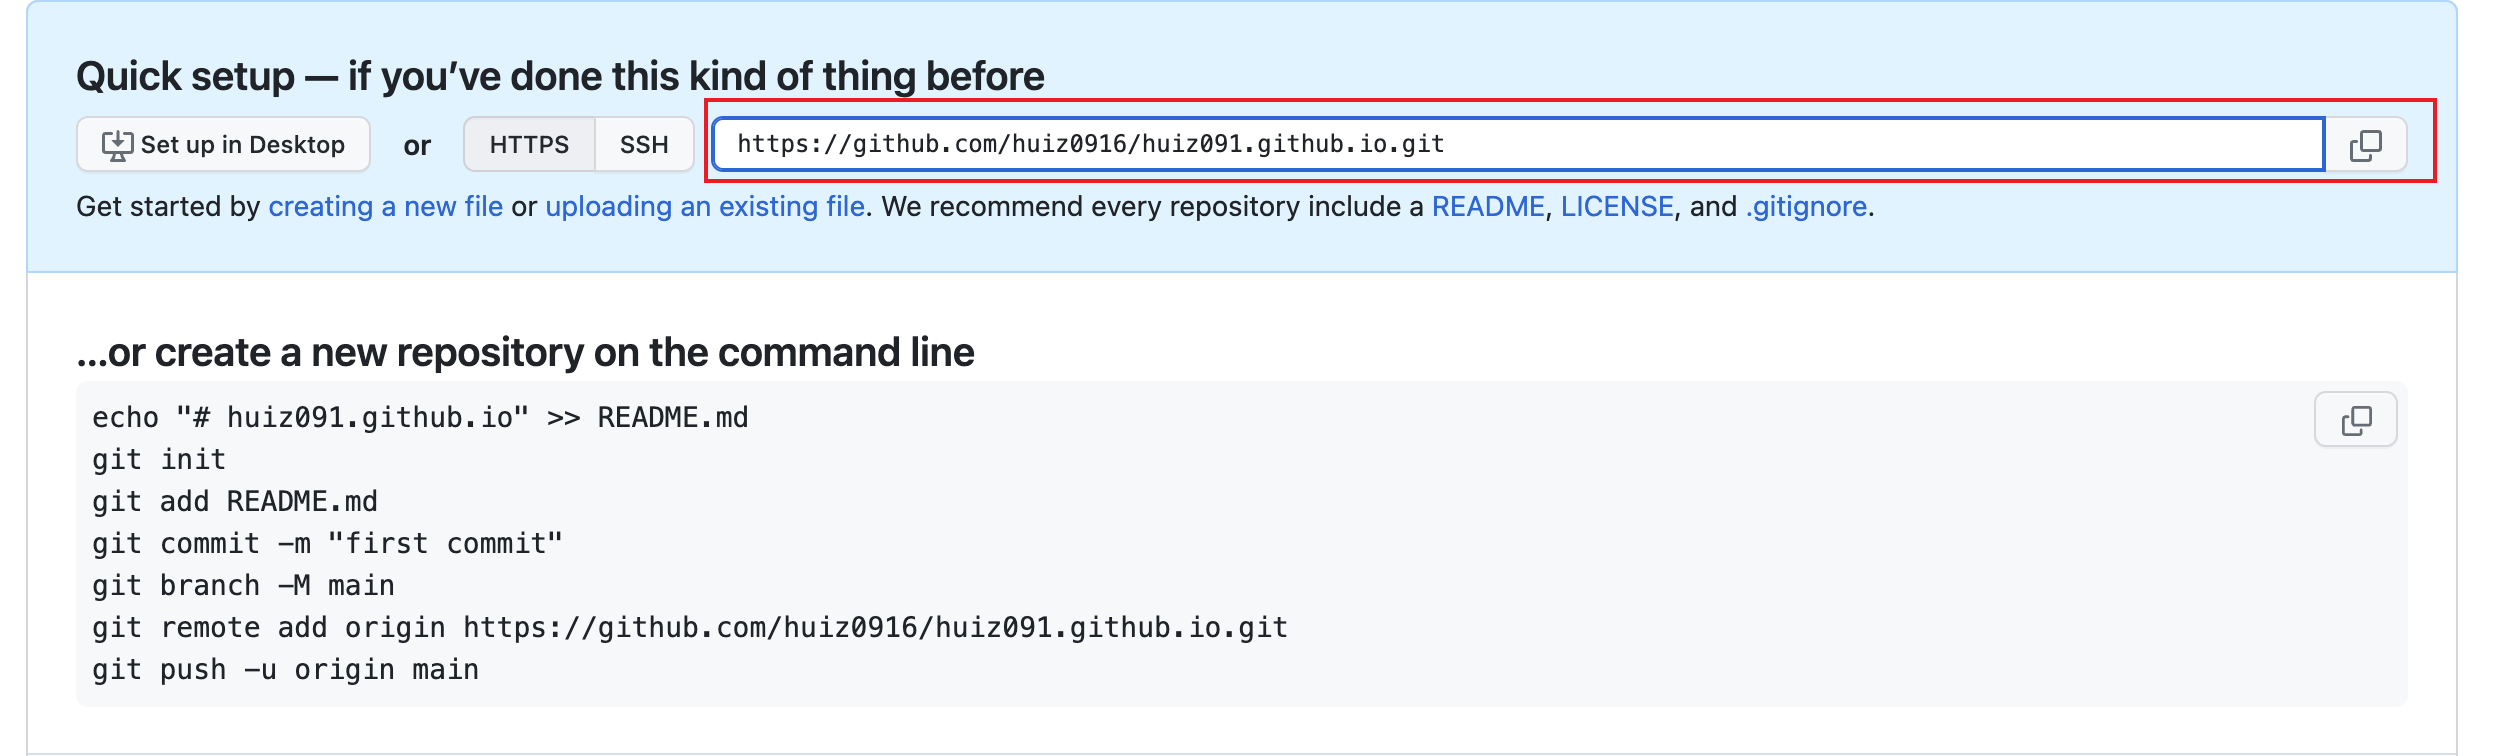 Quick setup — if you’ve done this kind of thing before
Set up in Desktop or HTTPS SSH https://github.com/huiz0916/huiz091.github.io.git
Get started by creating a new file or uploading an existing file. We recommend every repository include a README, LICENSE, and .gitignore.
…or create a new repository on the command line
echo "# huiz091.github.io" >> README.md
git init
git add README.md
git commit -m "first commit"
git branch -M main
git remote add origin https://github.com/huiz0916/huiz091.github.io.git
git push -u origin main